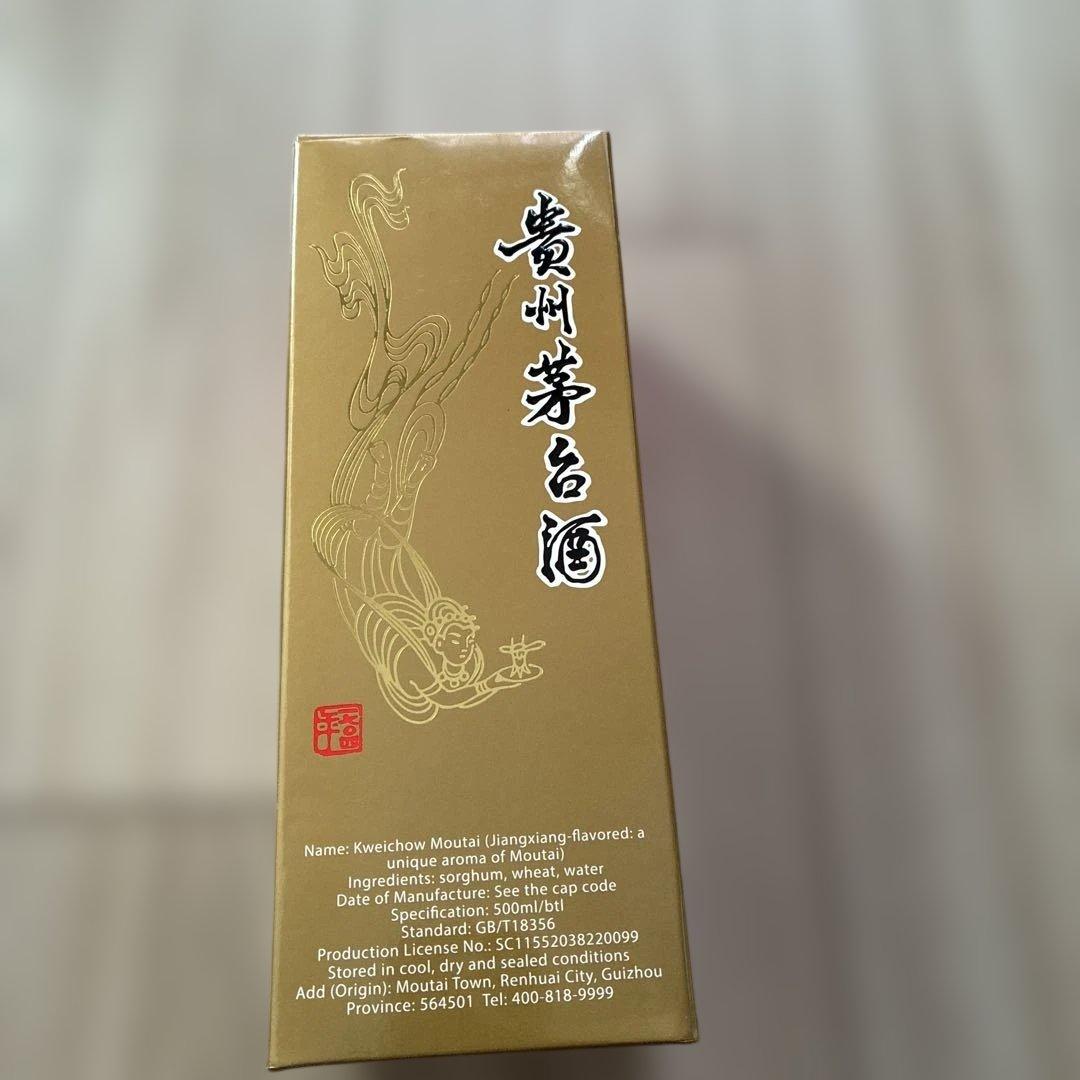 貴州茅台酒
Name: Kweichow Moutai (Jiangxiang-flavored: a
unique aroma of Moutai)
Ingredients: sorghum, wheat, water
Date of Manufacture: See the cap code
Specification: 500ml/btl
Standard: GB/T18356
Production License No.: SC11552038220099
Stored in cool, dry and sealed conditions
Add (Origin): Moutai Town, Renhuai City, Guizhou
Province: 564501 Tel: 400-818-9999